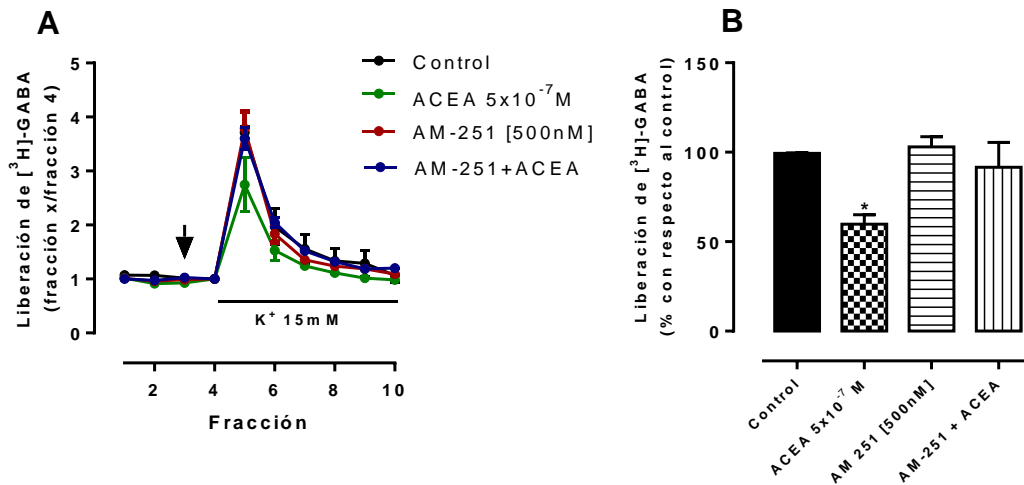 A
Liberación de [³H]-GABA
(fracción x/fracción 4)
5
4
3
2
1
0
Control
ACEA 5x10⁻⁷M
AM-251 [500nM]
AM-251+ACEA
K⁺ 15mM
2 4 6 8 10
Fracción
B
Liberación de [³H]-GABA
(% con respecto al control)
150
100
50
0
*
Control
ACEA 5x10⁻⁷ M
AM 251 [500nM]
AM-251 + ACEA